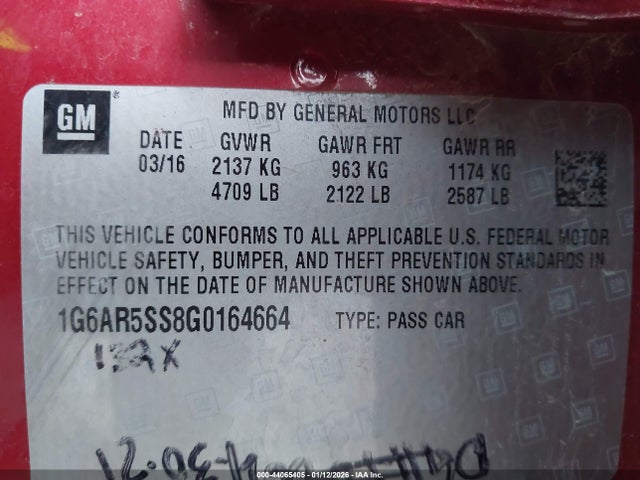 GM
MFD BY GENERAL MOTORS LLC
DATE GVWR GAWR FRT GAWR RR
03/16 2137 KG 963 KG 1174 KG
4709 LB 2122 LB 2587 LB
THIS VEHICLE CONFORMS TO ALL APPLICABLE U.S. FEDERAL MOTOR
VEHICLE SAFETY, BUMPER, AND THEFT PREVENTION STANDARDS IN
EFFECT ON THE DATE OF MANUFACTURE SHOWN ABOVE.
1G6AR5SS8G0164664 TYPE: PASS CAR
132X
000-44065405 - 01/12/2026 - © IAA Inc.